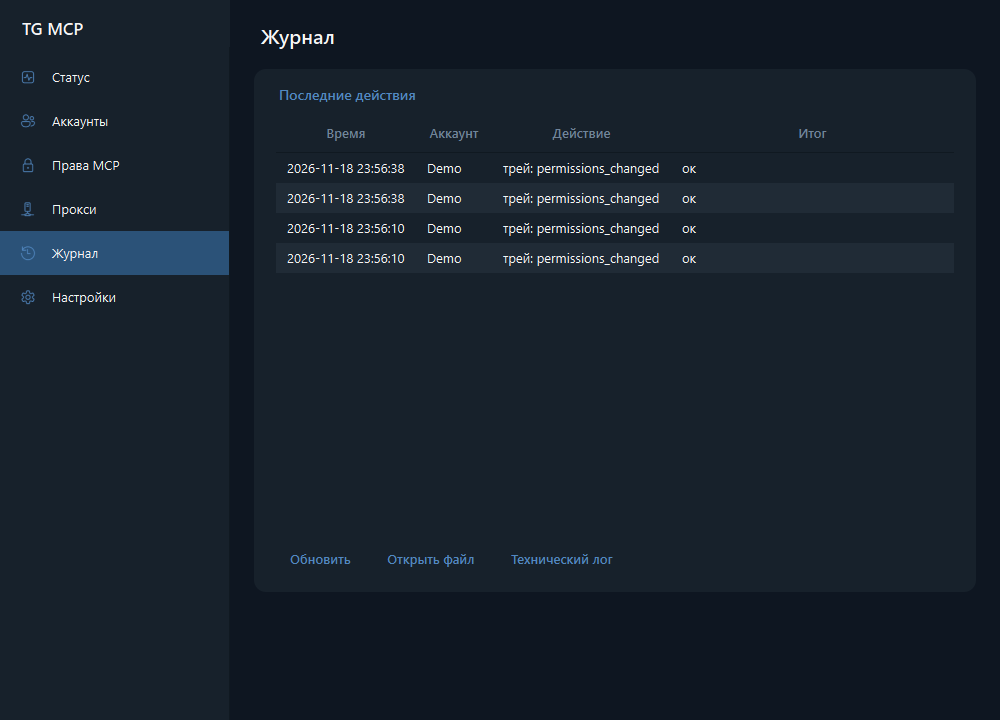 TG MCP
Статус
Аккаунты
Права MCP
Прокси
Журнал
Настройки
Журнал
Последние действия
Время Аккаунт Действие Итог
2026-11-18 23:56:38 Demo трей: permissions_changed ок
2026-11-18 23:56:38 Demo трей: permissions_changed ок
2026-11-18 23:56:10 Demo трей: permissions_changed ок
2026-11-18 23:56:10 Demo трей: permissions_changed ок
Обновить Открыть файл Технический лог